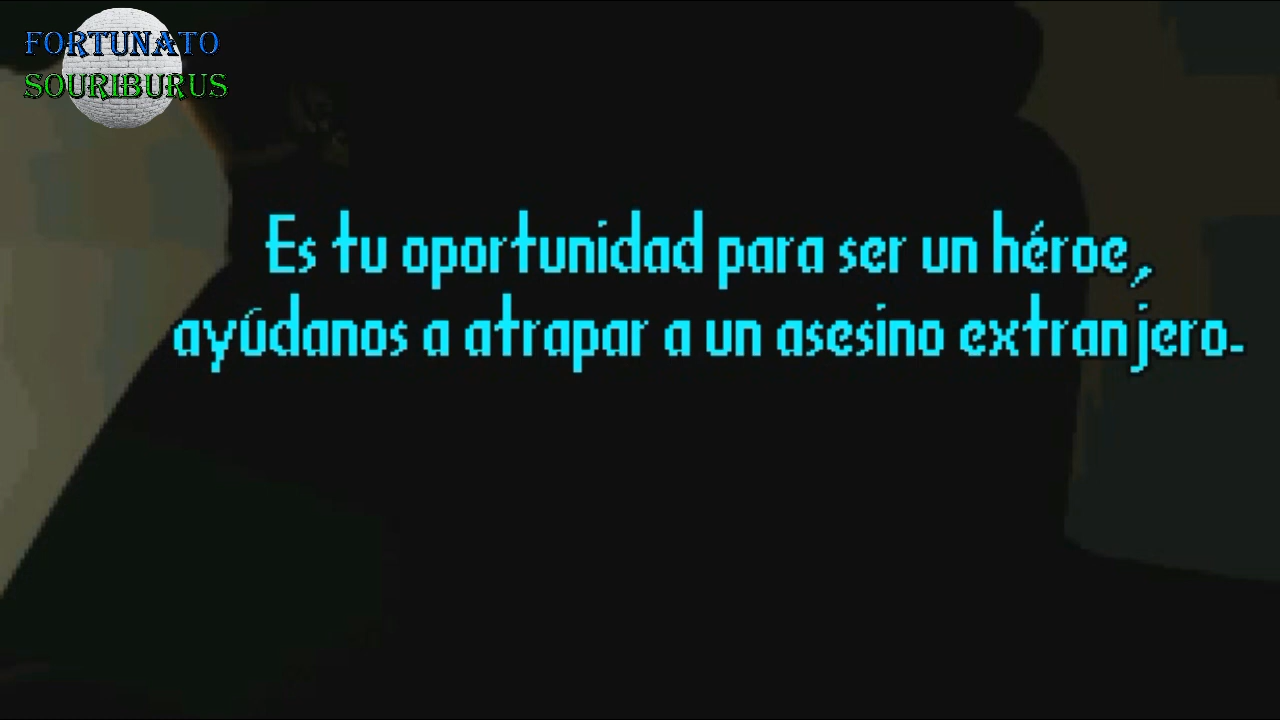 FORTUNATO
SOURIBURUS
Es tu oportunidad para ser un héroe,
ayúdanos a atrapar a un asesino extranjero.